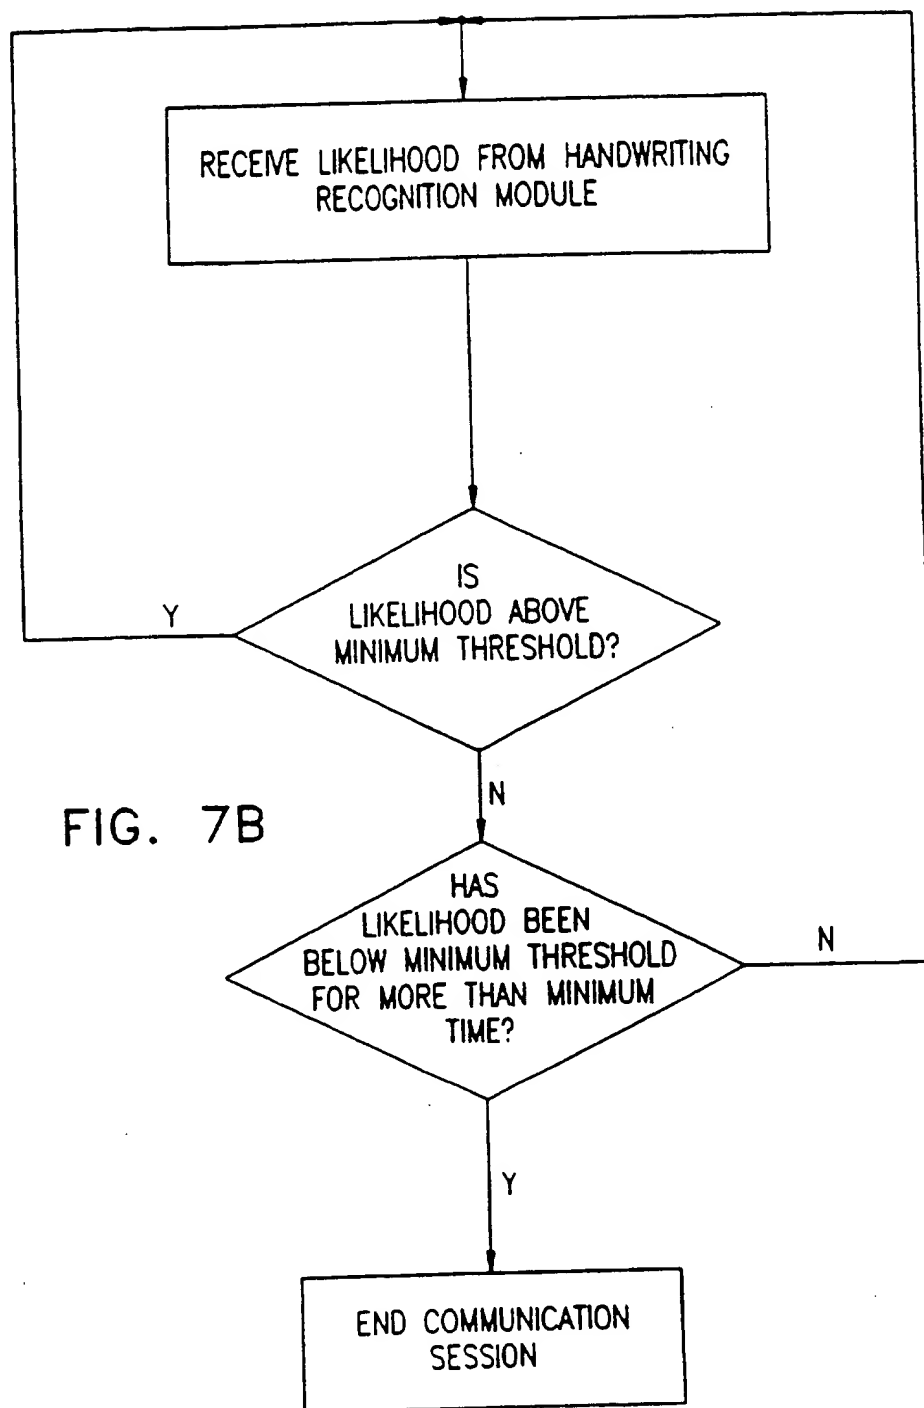 RECEIVE LIKELIHOOD FROM HANDWRITING
RECOGNITION MODULE
IS
LIKELIHOOD ABOVE
MINIMUM THRESHOLD?
Y
N
FIG. 7B
HAS
LIKELIHOOD BEEN
BELOW MINIMUM THRESHOLD
FOR MORE THAN MINIMUM
TIME?
N
Y
END COMMUNICATION
SESSION